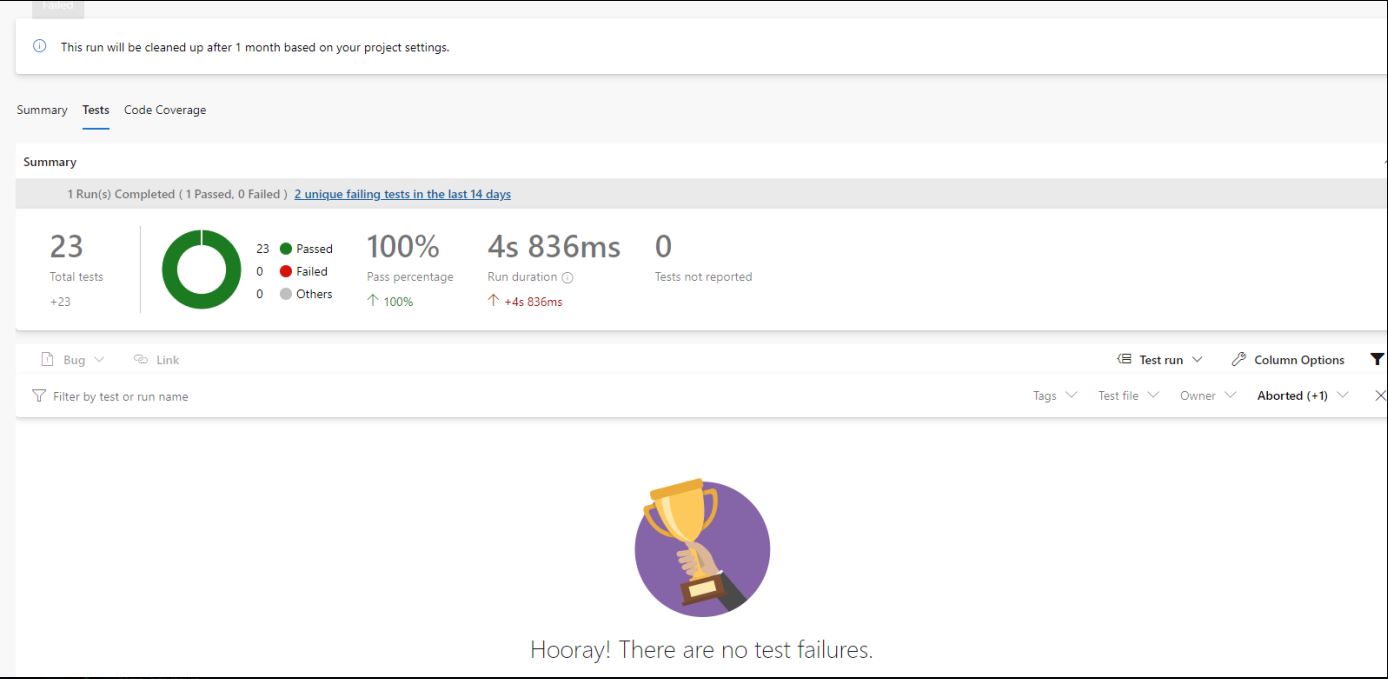 Failed
This run will be cleaned up after 1 month based on your project settings.
Summary Tests Code Coverage
Summary
1 Run(s) Completed ( 1 Passed, 0 Failed ) 2 unique failing tests in the last 14 days
23 Total tests +23
23 Passed
0 Failed
0 Others
100% Pass percentage 100%
4s 836ms Run duration +4s 836ms
0 Tests not reported
Bug Link Test run Column Options
Filter by test or run name Tags Test file Owner Aborted (+1)
Hooray! There are no test failures.